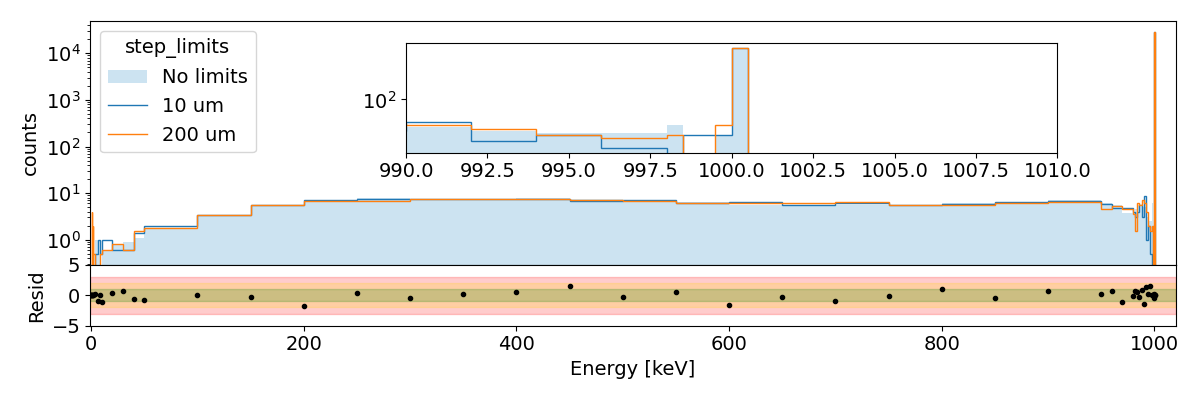 step_limits
No limits
10 um
200 um
counts
10⁴
10³
10²
10¹
10⁰
10²
990.0 992.5 995.0 997.5 1000.0 1002.5 1005.0 1007.5 1010.0
Resid
5
0
−5
0 200 400 600 800 1000
Energy [keV]